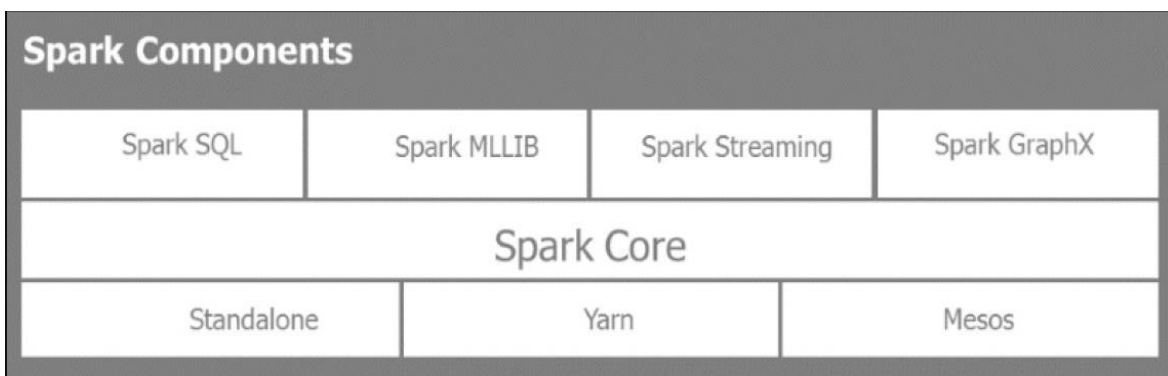 Spark Components
Spark SQL
Spark MLLIB
Spark Streaming
Spark GraphX
Spark Core
Standalone
Yarn
Mesos